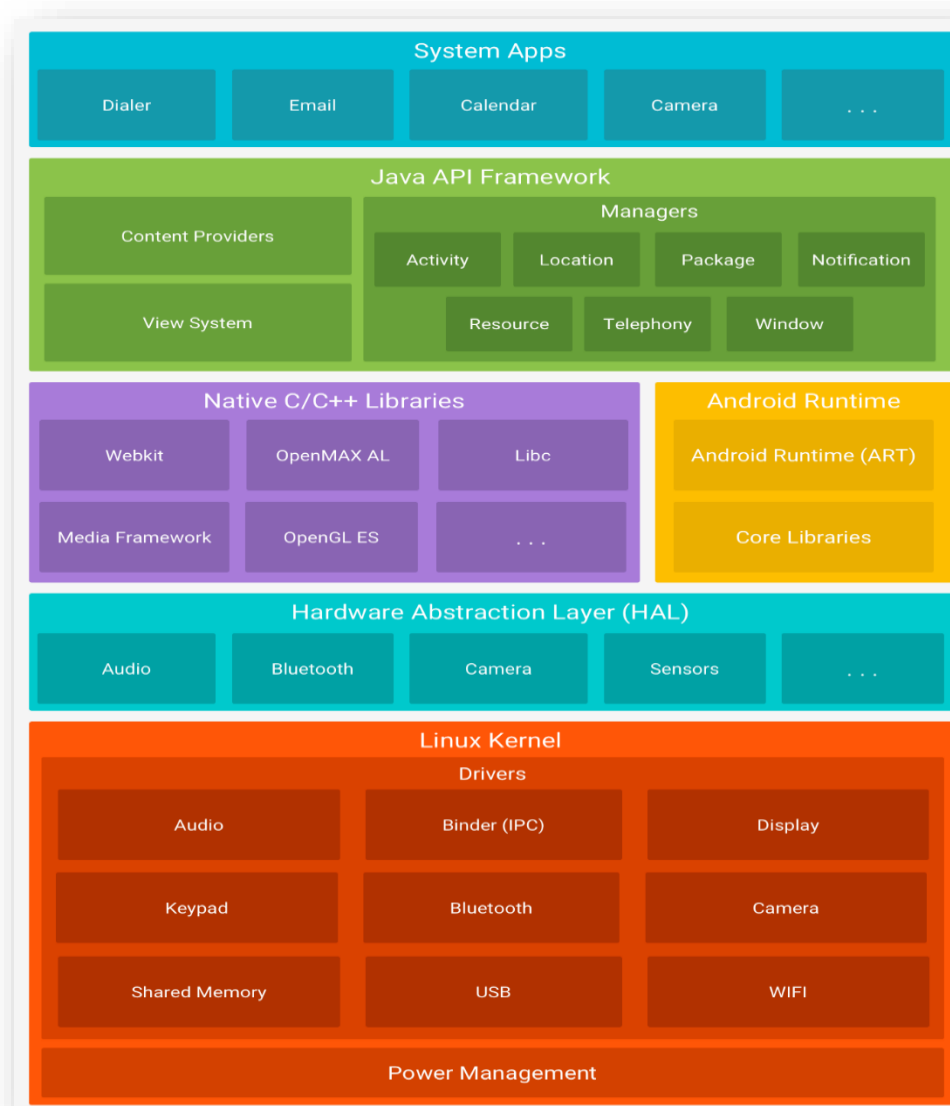 System Apps
Dialer Email Calendar Camera . . .
Java API Framework
Content Providers
View System
Managers
Activity Location Package Notification
Resource Telephony Window
Native C/C++ Libraries
Webkit OpenMAX AL Libc
Media Framework OpenGL ES . . .
Android Runtime
Android Runtime (ART)
Core Libraries
Hardware Abstraction Layer (HAL)
Audio Bluetooth Camera Sensors . . .
Linux Kernel
Drivers
Audio Binder (IPC) Display
Keypad Bluetooth Camera
Shared Memory USB WIFI
Power Management